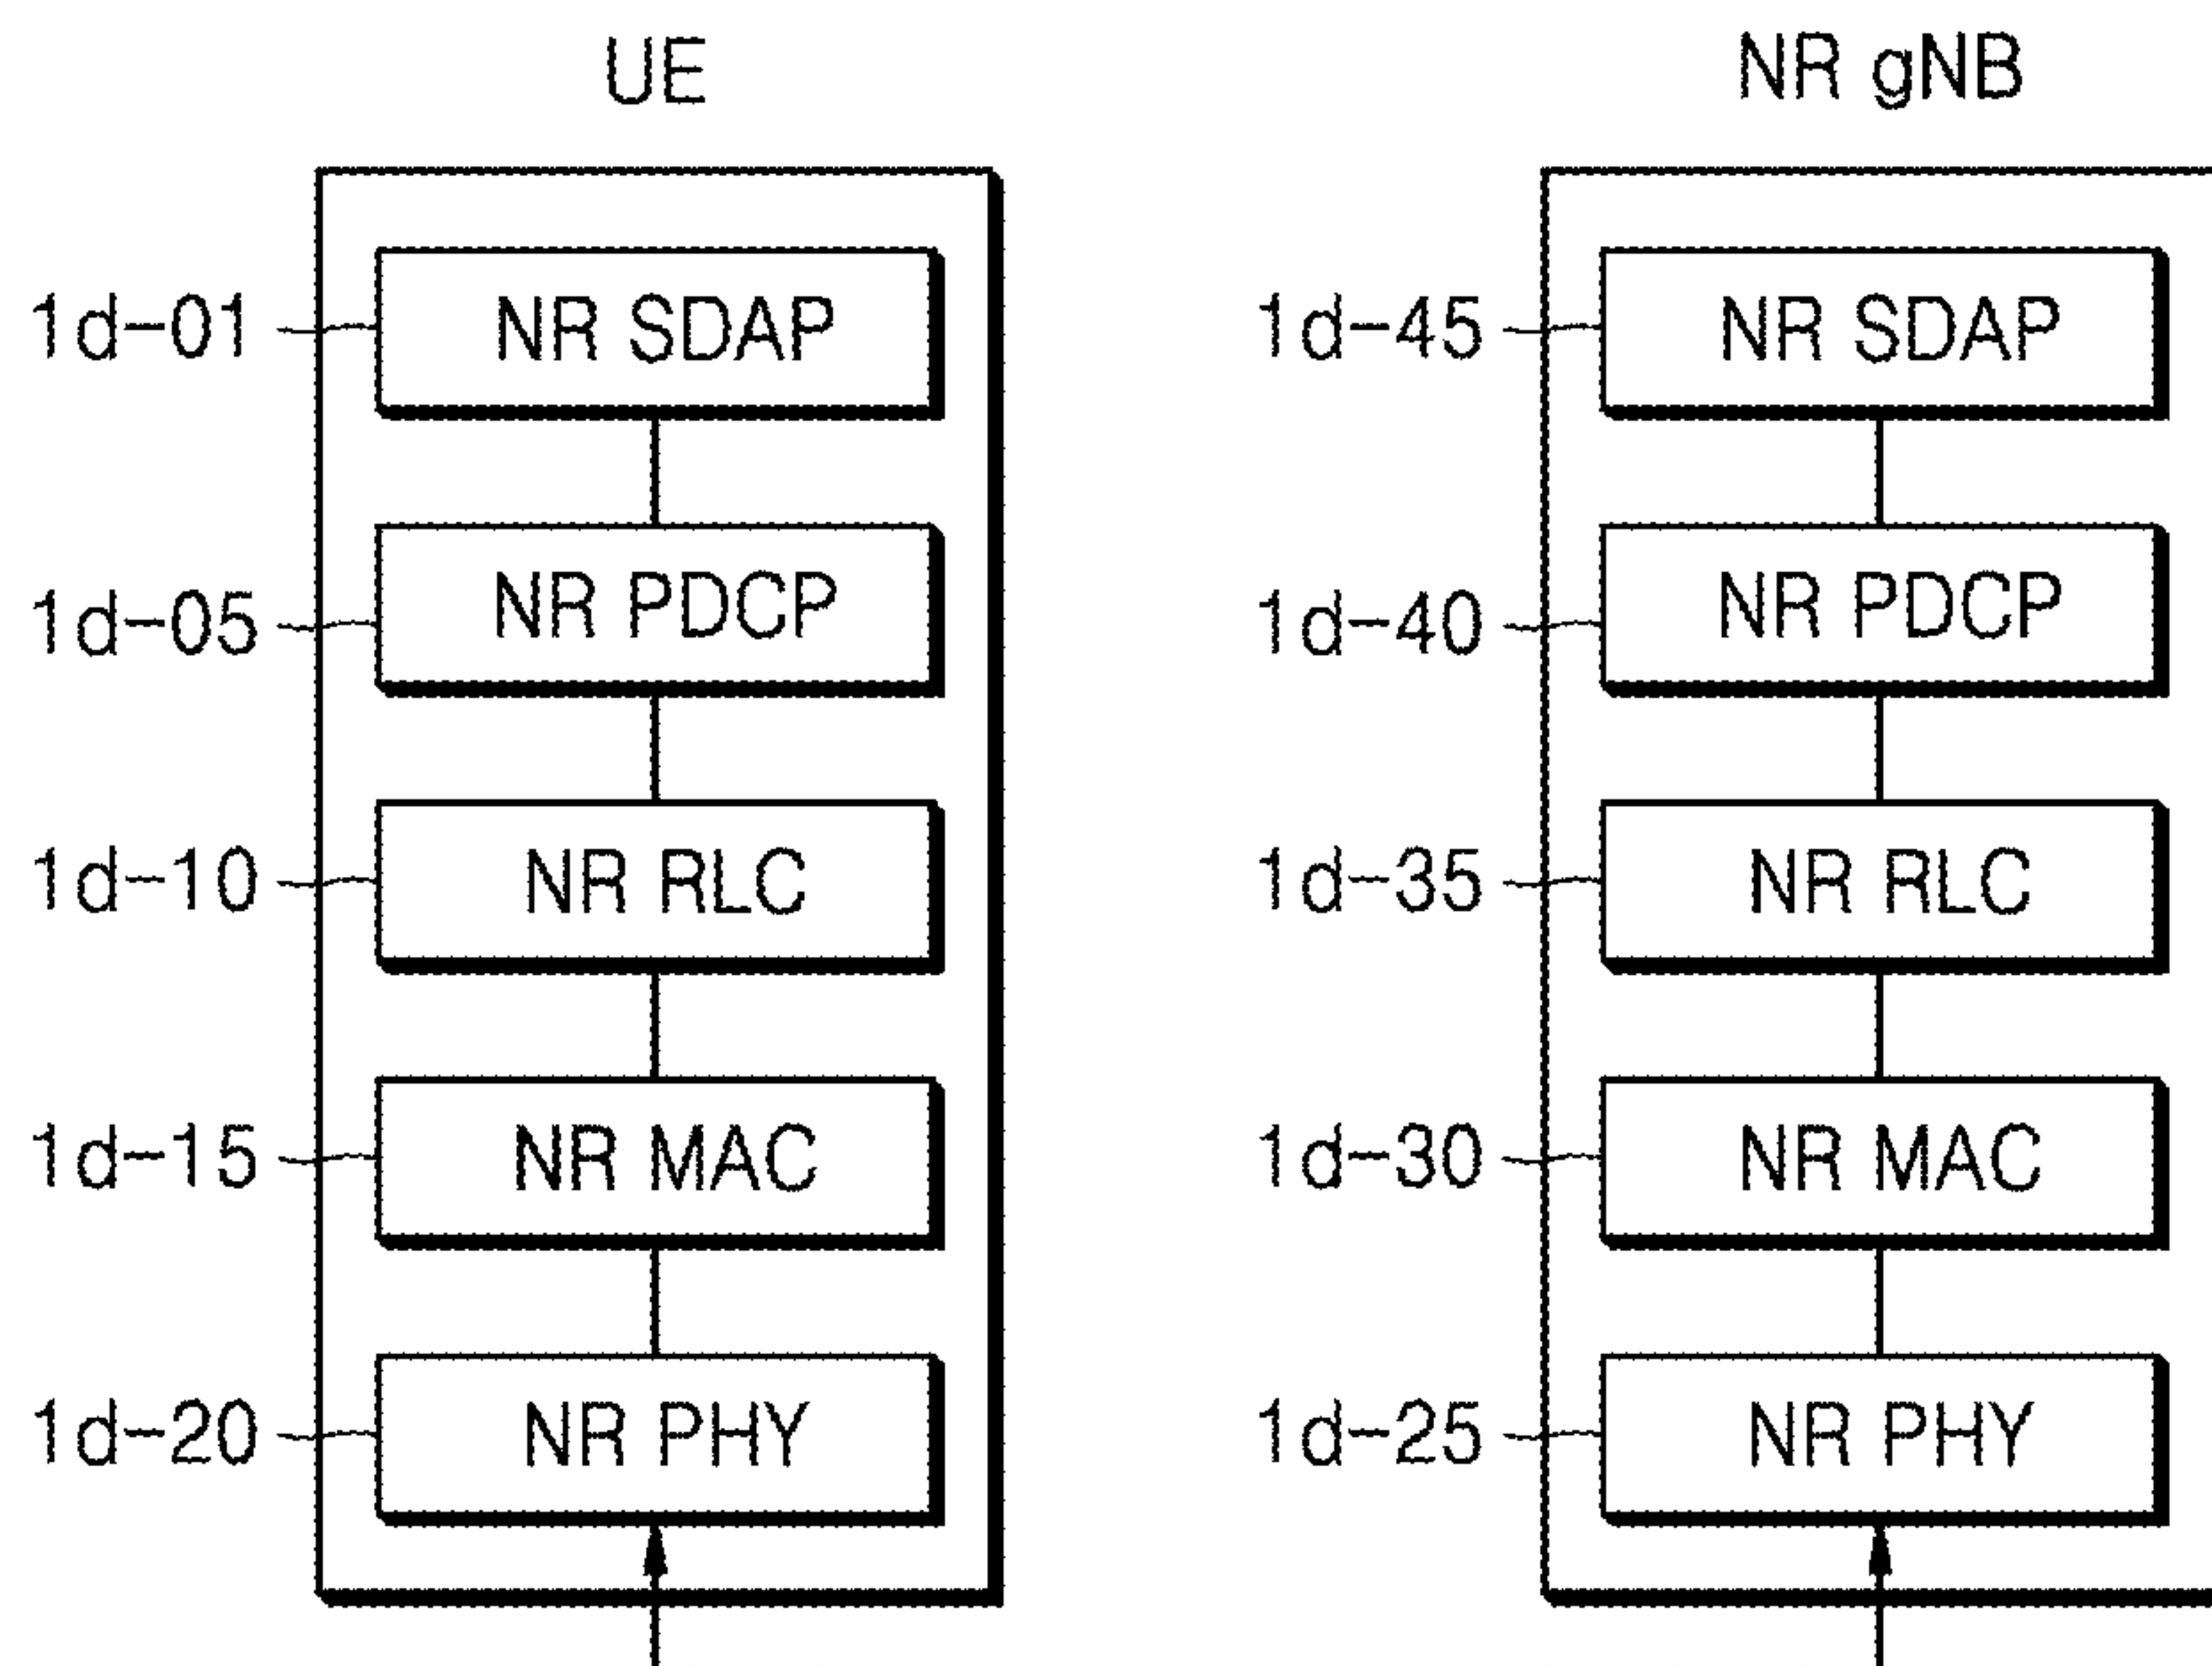 UE
NR gNB
1d-01 NR SDAP
1d-45 NR SDAP
1d-05 NR PDCP
1d-40 NR PDCP
1d-10 NR RLC
1d-35 NR RLC
1d-15 NR MAC
1d-30 NR MAC
1d-20 NR PHY
1d-25 NR PHY